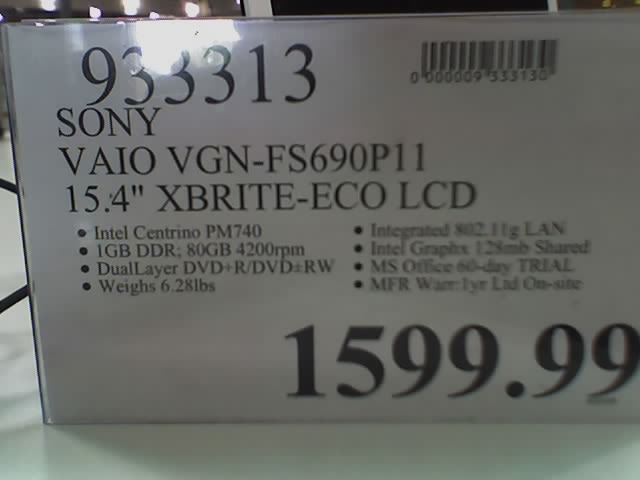 933313
0 000009 333130
SONY
VAIO VGN-FS690P11
15.4" XBRITE-ECO LCD
• Intel Centrino PM740
• 1GB DDR; 80GB 4200rpm
• DualLayer DVD+R/DVD±RW
• Weighs 6.28lbs
• Integrated 802.11g LAN
• Intel Graphx 128mb Shared
• MS Office 60-day TRIAL
• MFR Warr:1yr Ltd On-site
1599.99